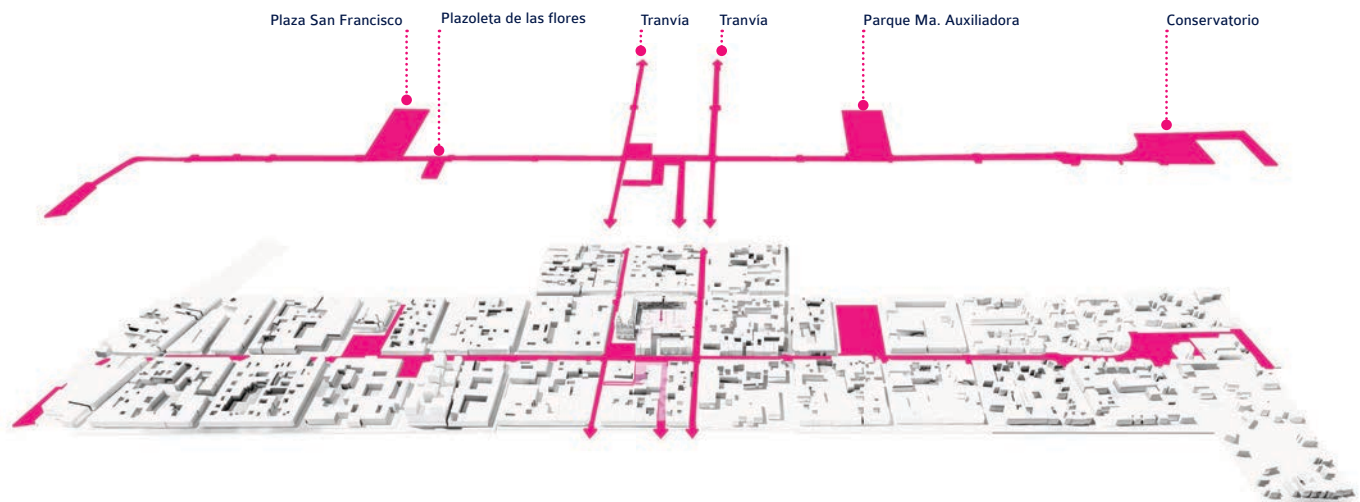 Plaza San Francisco
Plazoleta de las flores
Tranvía
Tranvía
Parque Ma. Auxiliadora
Conservatorio